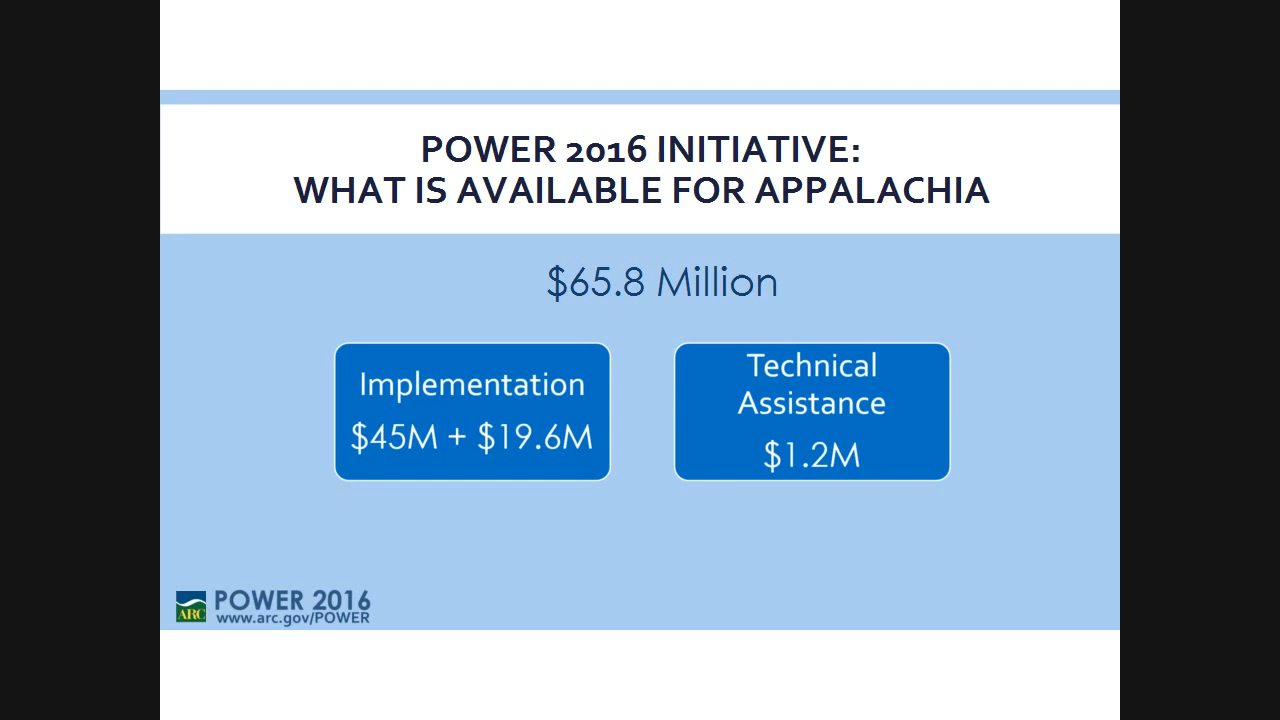 POWER 2016 INITIATIVE:
WHAT IS AVAILABLE FOR APPALACHIA
$65.8 Million
Implementation
$45M + $19.6M
Technical
Assistance
$1.2M
ARC
POWER 2016
www.arc.gov/POWER